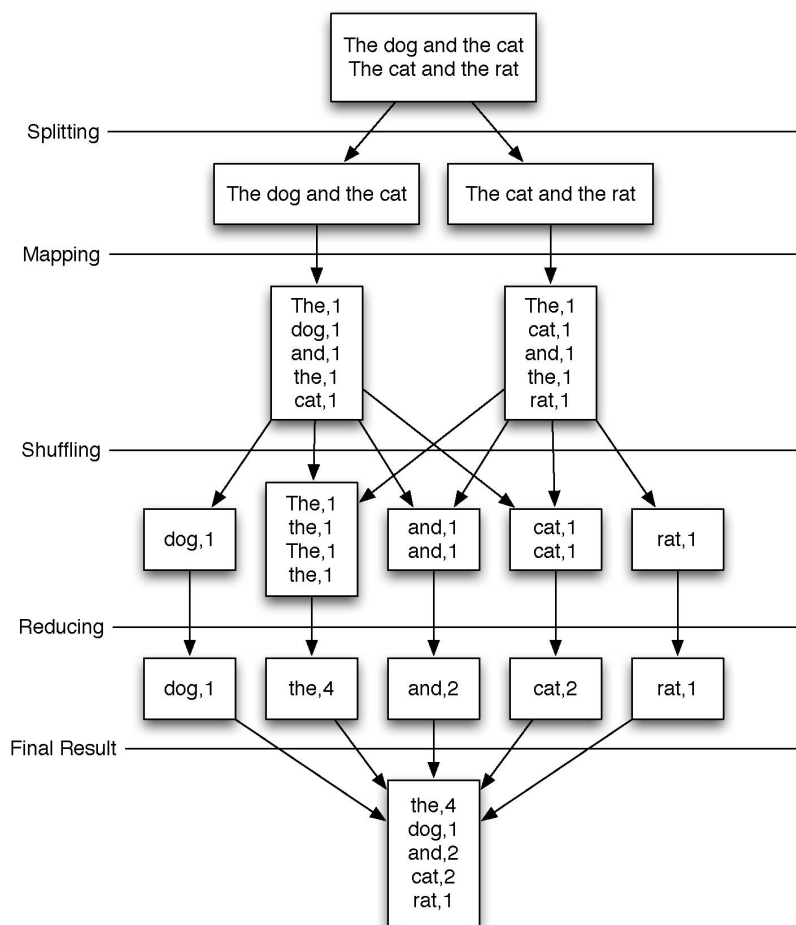 The dog and the cat
The cat and the rat
Splitting
The dog and the cat
The cat and the rat
Mapping
The,1
dog,1
and,1
the,1
cat,1
The,1
cat,1
and,1
the,1
rat,1
Shuffling
dog,1
The,1
the,1
The,1
the,1
and,1
and,1
cat,1
cat,1
rat,1
Reducing
dog,1
the,4
and,2
cat,2
rat,1
Final Result
the,4
dog,1
and,2
cat,2
rat,1